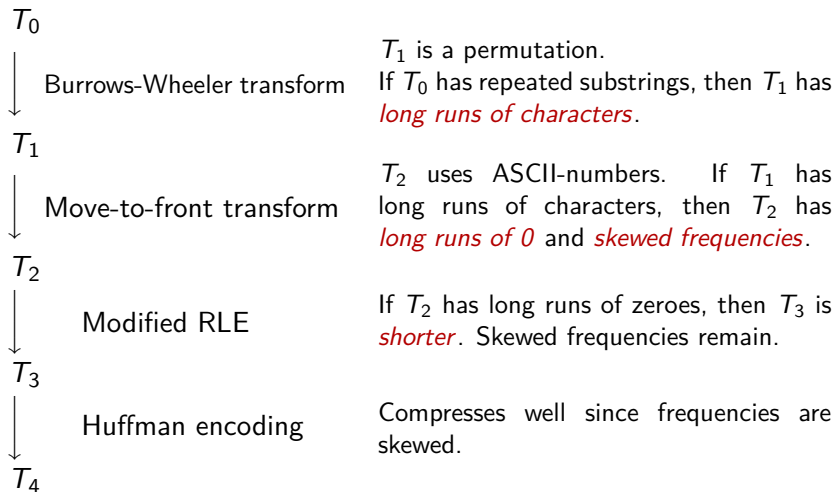 T₀
Burrows-Wheeler transform
T₁ is a permutation.
If T₀ has repeated substrings, then T₁ has
long runs of characters.
T₁
Move-to-front transform
T₂ uses ASCII-numbers. If T₁ has
long runs of characters, then T₂ has
long runs of 0 and skewed frequencies.
T₂
Modified RLE
If T₂ has long runs of zeroes, then T₃ is
shorter. Skewed frequencies remain.
T₃
Huffman encoding
Compresses well since frequencies are
skewed.
T₄